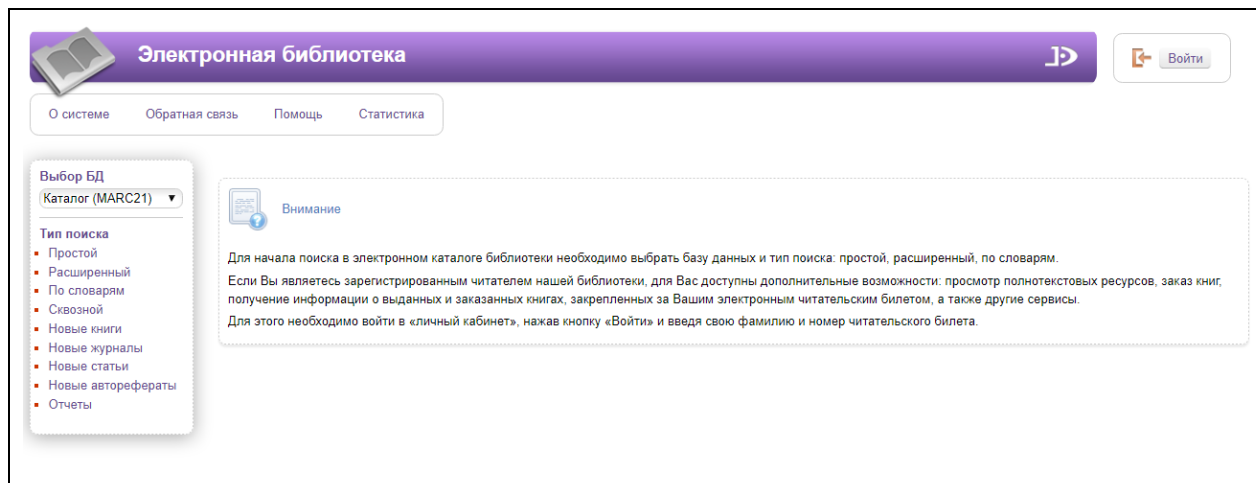 Электронная библиотека
Войти
О системе Обратная связь Помощь Статистика
Выбор БД
Каталог (MARC21)
Тип поиска
Простой
Расширенный
По словарям
Сквозной
Новые книги
Новые журналы
Новые статьи
Новые авторефераты
Отчеты
Внимание
Для начала поиска в электронном каталоге библиотеки необходимо выбрать базу данных и тип поиска: простой, расширенный, по словарям.
Если Вы являетесь зарегистрированным читателем нашей библиотеки, для Вас доступны дополнительные возможности: просмотр полнотекстовых ресурсов, заказ книг,
получение информации о выданных и заказанных книгах, закрепленных за Вашим электронным читательским билетом, а также другие сервисы.
Для этого необходимо войти в «личный кабинет», нажав кнопку «Войти» и введя свою фамилию и номер читательского билета.